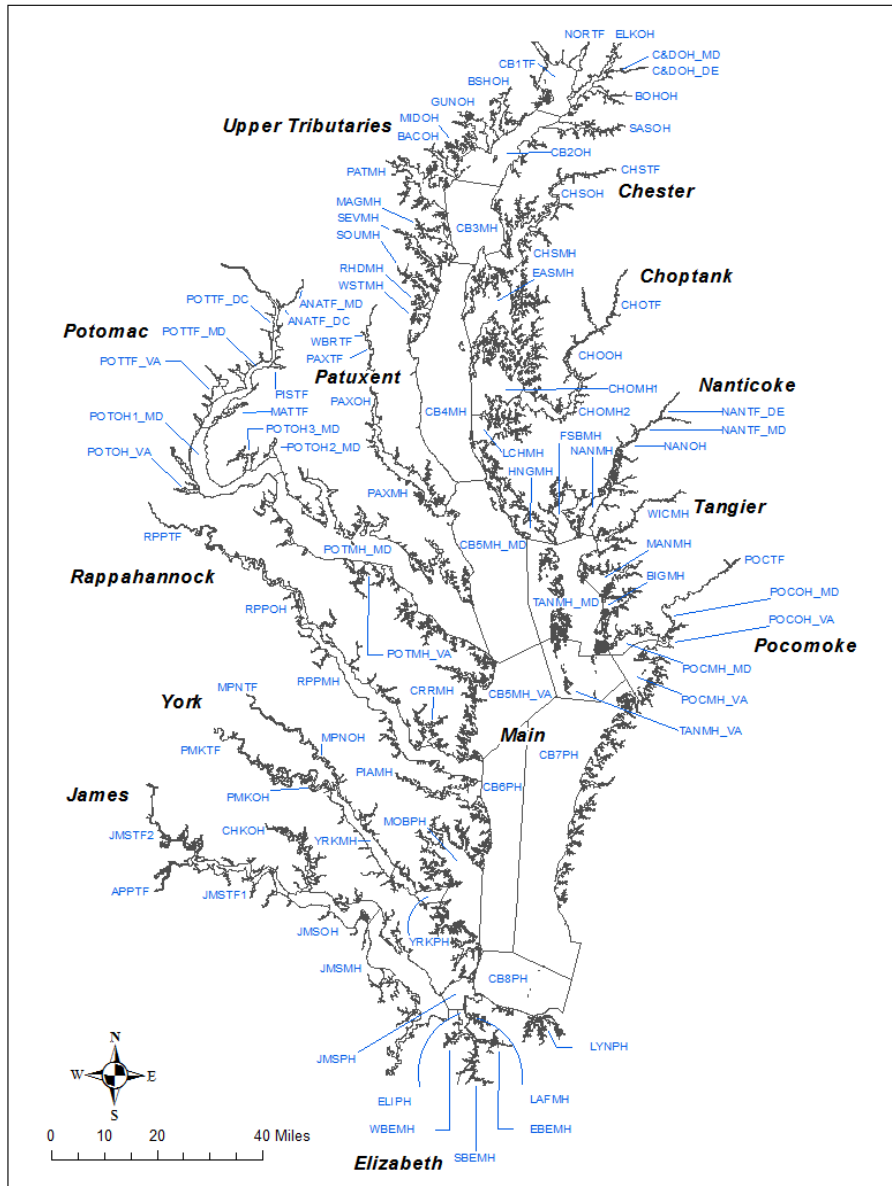 NORTF ELKOH
CB1TF
C&DOH_MD
C&DOH_DE
BSHOH
BOHOH
GUNOH
MIDOH
BACOH
Upper Tributaries
SASOH
CB2OH
PATMH
CHSTF
CHSOH
Chester
MAGMH
SEVMH
SOUMH
CB3MH
CHSMH
EASMH
RHDMH
WSTMH
Choptank
POTTF_DC
ANATF_MD
ANATF_DC
CHOTF
Potomac
POTTF_MD
WBRTF
PAXTF
POTTF_VA
CHOOH
PISTF
Patuxent
CHOMH1
Nanticoke
MATTF
PAXOH
CB4MH
CHOMH2
NANTF_DE
POTOH1_MD
POTOH3_MD
NANTF_MD
POTOH_VA
POTOH2_MD
LCHMH
FSBMH
NANMH
NANOH
HNGMH
PAXMH
WICMH
Tangier
RPPTF
CB5MH_MD
MANMH
POTMH_MD
POCTF
Rappahannock
BIGMH
RPPOH
TANMH_MD
POCOH_MD
POCOH_VA
POTMH_VA
Pocomoke
RPPMH
POCMH_MD
York
MPNTF
CRRMH
CB5MH_VA
POCMH_VA
Main
TANMH_VA
PMKTF
MPNOH
CB7PH
PIAMH
CB6PH
James
PMKOH
MOBPH
JMSTF2
CHKOH
YRKMH
APPTF
JMSTF1
JMSOH
YRKPH
JMSMH
CB8PH
N
W E
S
JMSPH
LYNPH
ELIPH
LAFMH
WBEMH
EBEMH
0 10 20 40 Miles
SBEMH
Elizabeth